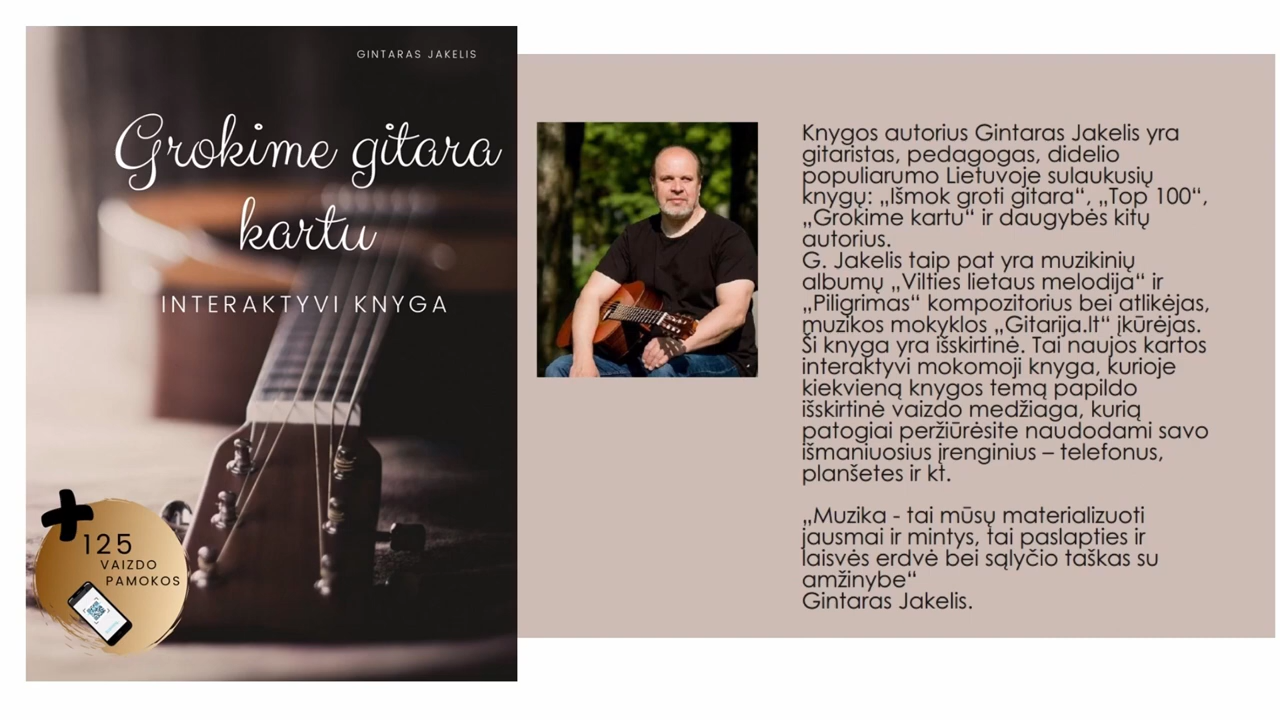 GINTARAS JAKELIS
Grokime gitara
kartu
INTERAKTYVI KNYGA
125
VAIZDO
PAMOKOS
Knygos autorius Gintaras Jakelis yra
gitaristas, pedagogas, didelio
populiarumo Lietuvoje sulaukusių
knygų: „Išmok groti gitara“, „Top 100“,
„Grokime kartu“ ir daugybės kitų
autorius.
G. Jakelis taip pat yra muzikinių
albumų „Vilties lietaus melodija“ ir
„Piligrimas“ kompozitorius bei atlikėjas,
muzikos mokyklos „Gitarija.lt“ įkūrėjas.
Ši knyga yra išskirtinė. Tai naujos kartos
interaktyvi mokomoji knyga, kurioje
kiekvieną knygos temą papildo
išskirtinė vaizdo medžiaga, kurią
patogiai peržiūrėsite naudodami savo
išmaniuosius įrenginius – telefonus,
planšetes ir kt.
„Muzika - tai mūsų materializuoti
jausmai ir mintys, tai paslapties ir
laisvės erdvė bei sąlyčio taškas su
amžinybe“
Gintaras Jakelis.